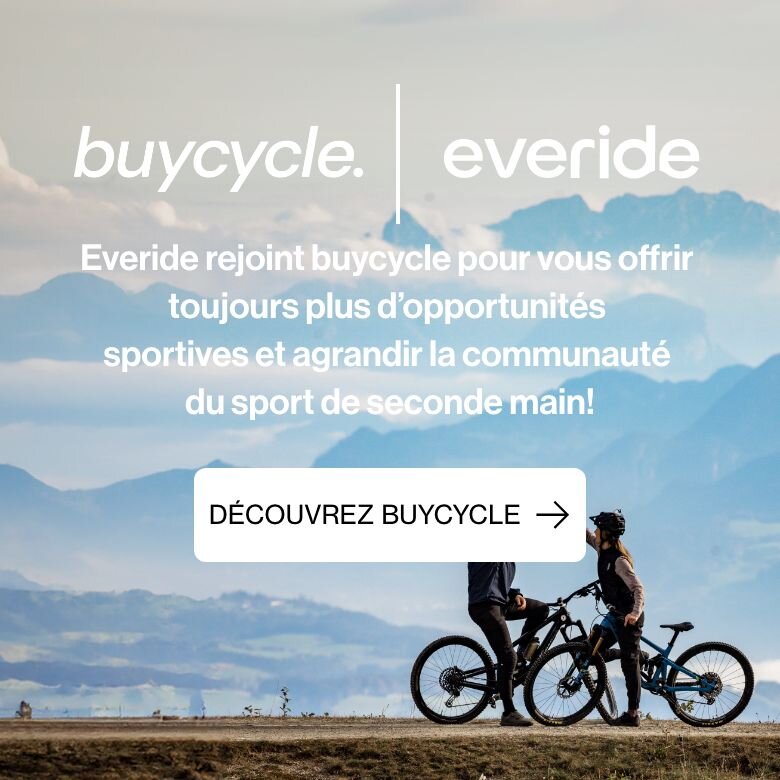 buycycle. everide
Everide rejoint buycycle pour vous offrir
toujours plus d’opportunités
sportives et agrandir la communauté
du sport de seconde main!
DÉCOUVREZ BUYCYCLE →